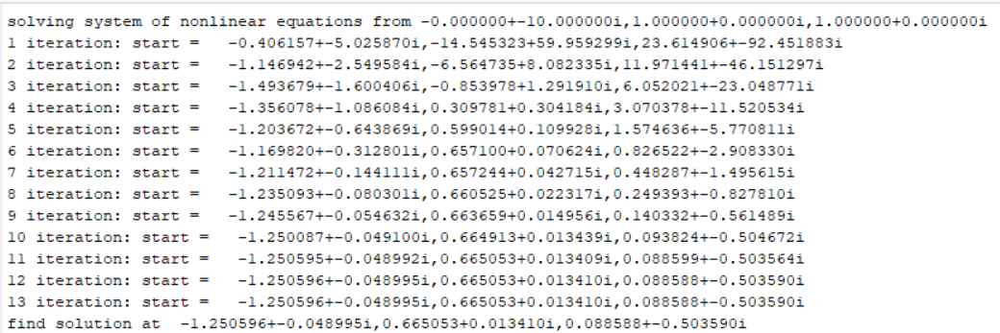 solving system of nonlinear equations from -0.000000+-10.000000i,1.000000+0.000000i,1.000000+0.000000i
1 iteration: start =   -0.406157+-5.025870i,-14.545323+59.959299i,23.614906+-92.451883i
2 iteration: start =   -1.146942+-2.549584i,-6.564735+8.082335i,11.971441+-46.151297i
3 iteration: start =   -1.493679+-1.600406i,-0.853978+1.291910i,6.052021+-23.048771i
4 iteration: start =   -1.356078+-1.086084i,0.309781+0.304184i,3.070378+-11.520534i
5 iteration: start =   -1.203672+-0.643869i,0.599014+0.109928i,1.574636+-5.770811i
6 iteration: start =   -1.169820+-0.312801i,0.657100+0.070624i,0.826522+-2.908330i
7 iteration: start =   -1.211472+-0.144111i,0.657244+0.042715i,0.448287+-1.495615i
8 iteration: start =   -1.235093+-0.080301i,0.660525+0.022317i,0.249393+-0.827810i
9 iteration: start =   -1.245567+-0.054632i,0.663659+0.014956i,0.140332+-0.561489i
10 iteration: start =   -1.250087+-0.049100i,0.664913+0.013439i,0.093824+-0.504672i
11 iteration: start =   -1.250595+-0.048992i,0.665053+0.013409i,0.088599+-0.503564i
12 iteration: start =   -1.250596+-0.048995i,0.665053+0.013410i,0.088588+-0.503590i
13 iteration: start =   -1.250596+-0.048995i,0.665053+0.013410i,0.088588+-0.503590i
find solution at  -1.250596+-0.048995i,0.665053+0.013410i,0.088588+-0.503590i